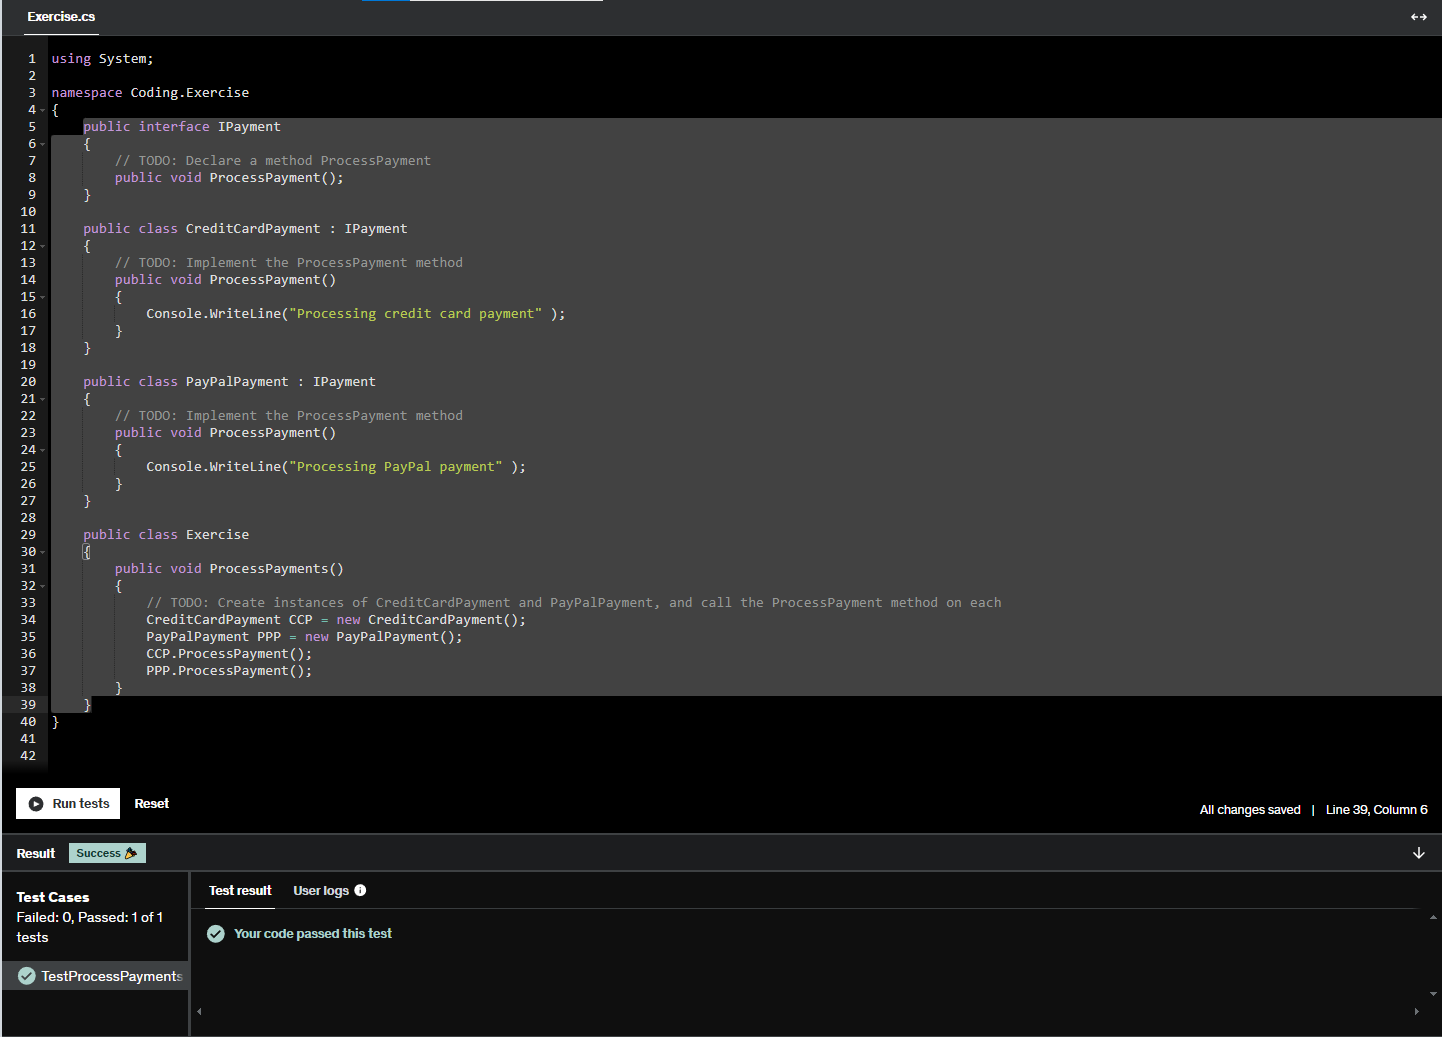 Exercise.cs
1 using System;
2
3 namespace Coding.Exercise
4 {
5 public interface IPayment
6 {
7 // TODO: Declare a method ProcessPayment
8 public void ProcessPayment();
9 }
10
11 public class CreditCardPayment : IPayment
12 {
13 // TODO: Implement the ProcessPayment method
14 public void ProcessPayment()
15 {
16 Console.WriteLine("Processing credit card payment" );
17 }
18 }
19
20 public class PayPalPayment : IPayment
21 {
22 // TODO: Implement the ProcessPayment method
23 public void ProcessPayment()
24 {
25 Console.WriteLine("Processing PayPal payment" );
26 }
27 }
28
29 public class Exercise
30 {
31 public void ProcessPayments()
32 {
33 // TODO: Create instances of CreditCardPayment and PayPalPayment, and call the ProcessPayment method on each
34 CreditCardPayment CCP = new CreditCardPayment();
35 PayPalPayment PPP = new PayPalPayment();
36 CCP.ProcessPayment();
37 PPP.ProcessPayment();
38 }
39 }
40 }
41
42
Run tests Reset
All changes saved | Line 39, Column 6
Result Success
Test Cases
Failed: 0, Passed: 1 of 1
tests
TestProcessPayments
Test result User logs
Your code passed this test